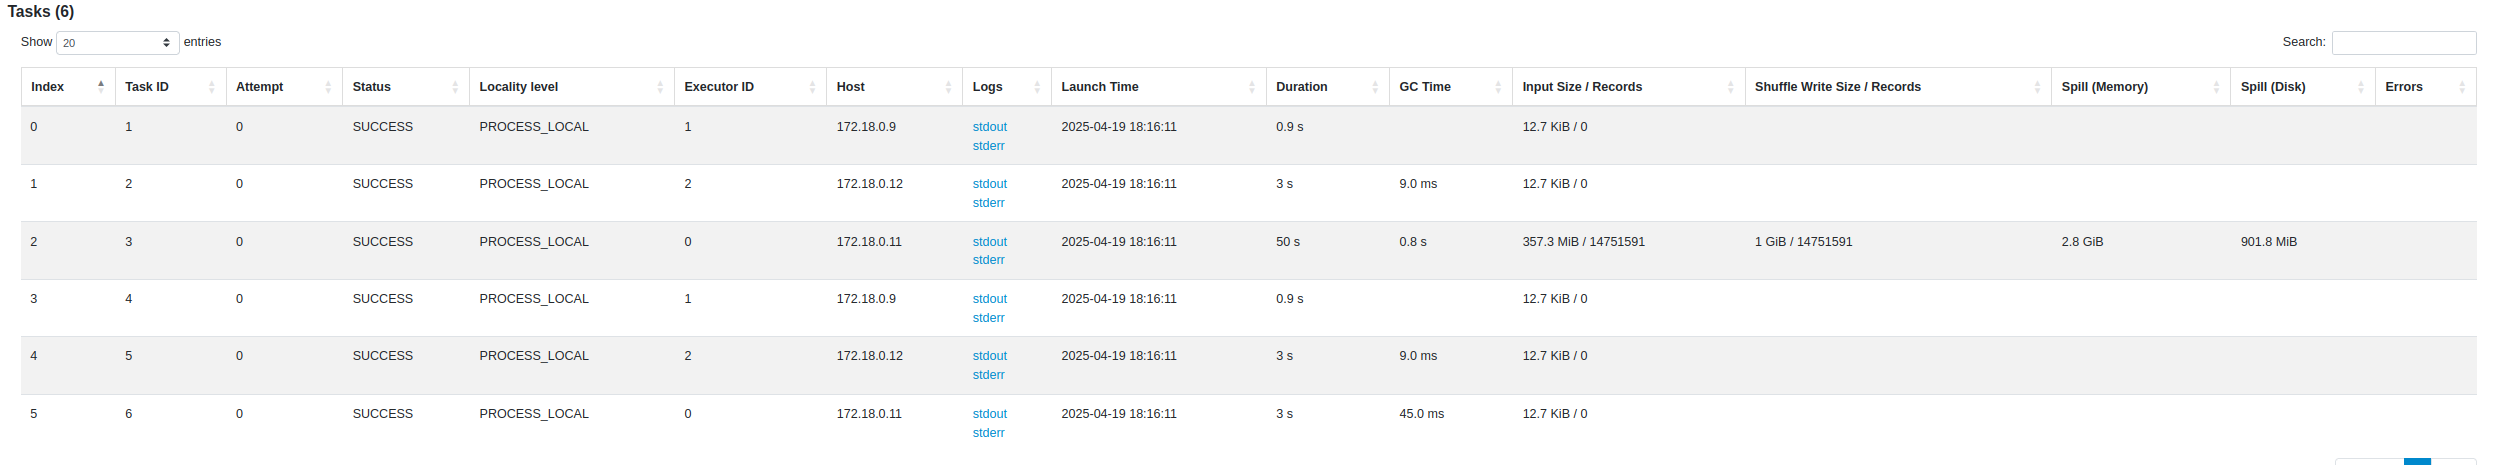 Tasks (6)
Show 20 entries Search:
Index Task ID Attempt Status Locality level Executor ID Host Logs Launch Time Duration GC Time Input Size / Records Shuffle Write Size / Records Spill (Memory) Spill (Disk) Errors
0 1 0 SUCCESS PROCESS_LOCAL 1 172.18.0.9 stdout 2025-04-19 18:16:11 0.9 s 12.7 KiB / 0
stderr
1 2 0 SUCCESS PROCESS_LOCAL 2 172.18.0.12 stdout 2025-04-19 18:16:11 3 s 9.0 ms 12.7 KiB / 0
stderr
2 3 0 SUCCESS PROCESS_LOCAL 0 172.18.0.11 stdout 2025-04-19 18:16:11 50 s 0.8 s 357.3 MiB / 14751591 1 GiB / 14751591 2.8 GiB 901.8 MiB
stderr
3 4 0 SUCCESS PROCESS_LOCAL 1 172.18.0.9 stdout 2025-04-19 18:16:11 0.9 s 12.7 KiB / 0
stderr
4 5 0 SUCCESS PROCESS_LOCAL 2 172.18.0.12 stdout 2025-04-19 18:16:11 3 s 9.0 ms 12.7 KiB / 0
stderr
5 6 0 SUCCESS PROCESS_LOCAL 0 172.18.0.11 stdout 2025-04-19 18:16:11 3 s 45.0 ms 12.7 KiB / 0
stderr